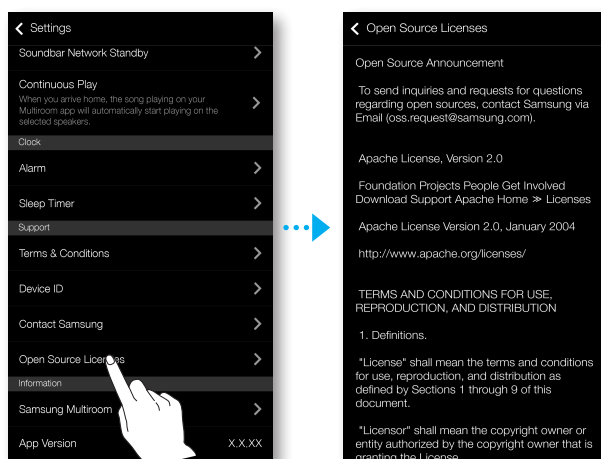 Settings
Soundbar Network Standby
Continuous Play
When you arrive home, the song playing on your
Multiroom app will automatically start playing on the
selected speakers.
Clock
Alarm
Sleep Timer
Support
Terms & Conditions
Device ID
Contact Samsung
Open Source Licenses
Information
Samsung Multiroom
App Version X.X.XX
Open Source Licenses
Open Source Announcement
To send inquiries and requests for questions
regarding open sources, contact Samsung via
Email (oss.request@samsung.com).
Apache License, Version 2.0
Foundation Projects People Get Involved
Download Support Apache Home ≫ Licenses
Apache License Version 2.0, January 2004
http://www.apache.org/licenses/
TERMS AND CONDITIONS FOR USE,
REPRODUCTION, AND DISTRIBUTION
1. Definitions.
"License" shall mean the terms and conditions
for use, reproduction, and distribution as
defined by Sections 1 through 9 of this
document.
"Licensor" shall mean the copyright owner or
entity authorized by the copyright owner that is
granting the License.